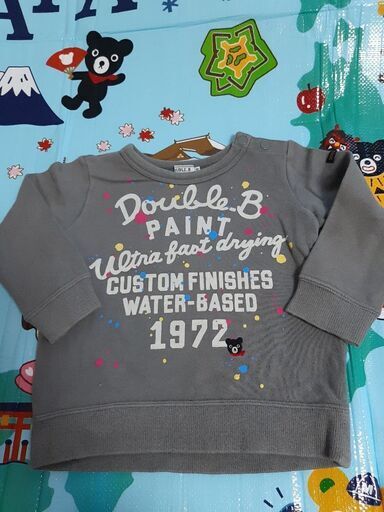 Double.B
PAINT
Ultra fast drying
CUSTOM FINISHES
WATER-BASED
1972